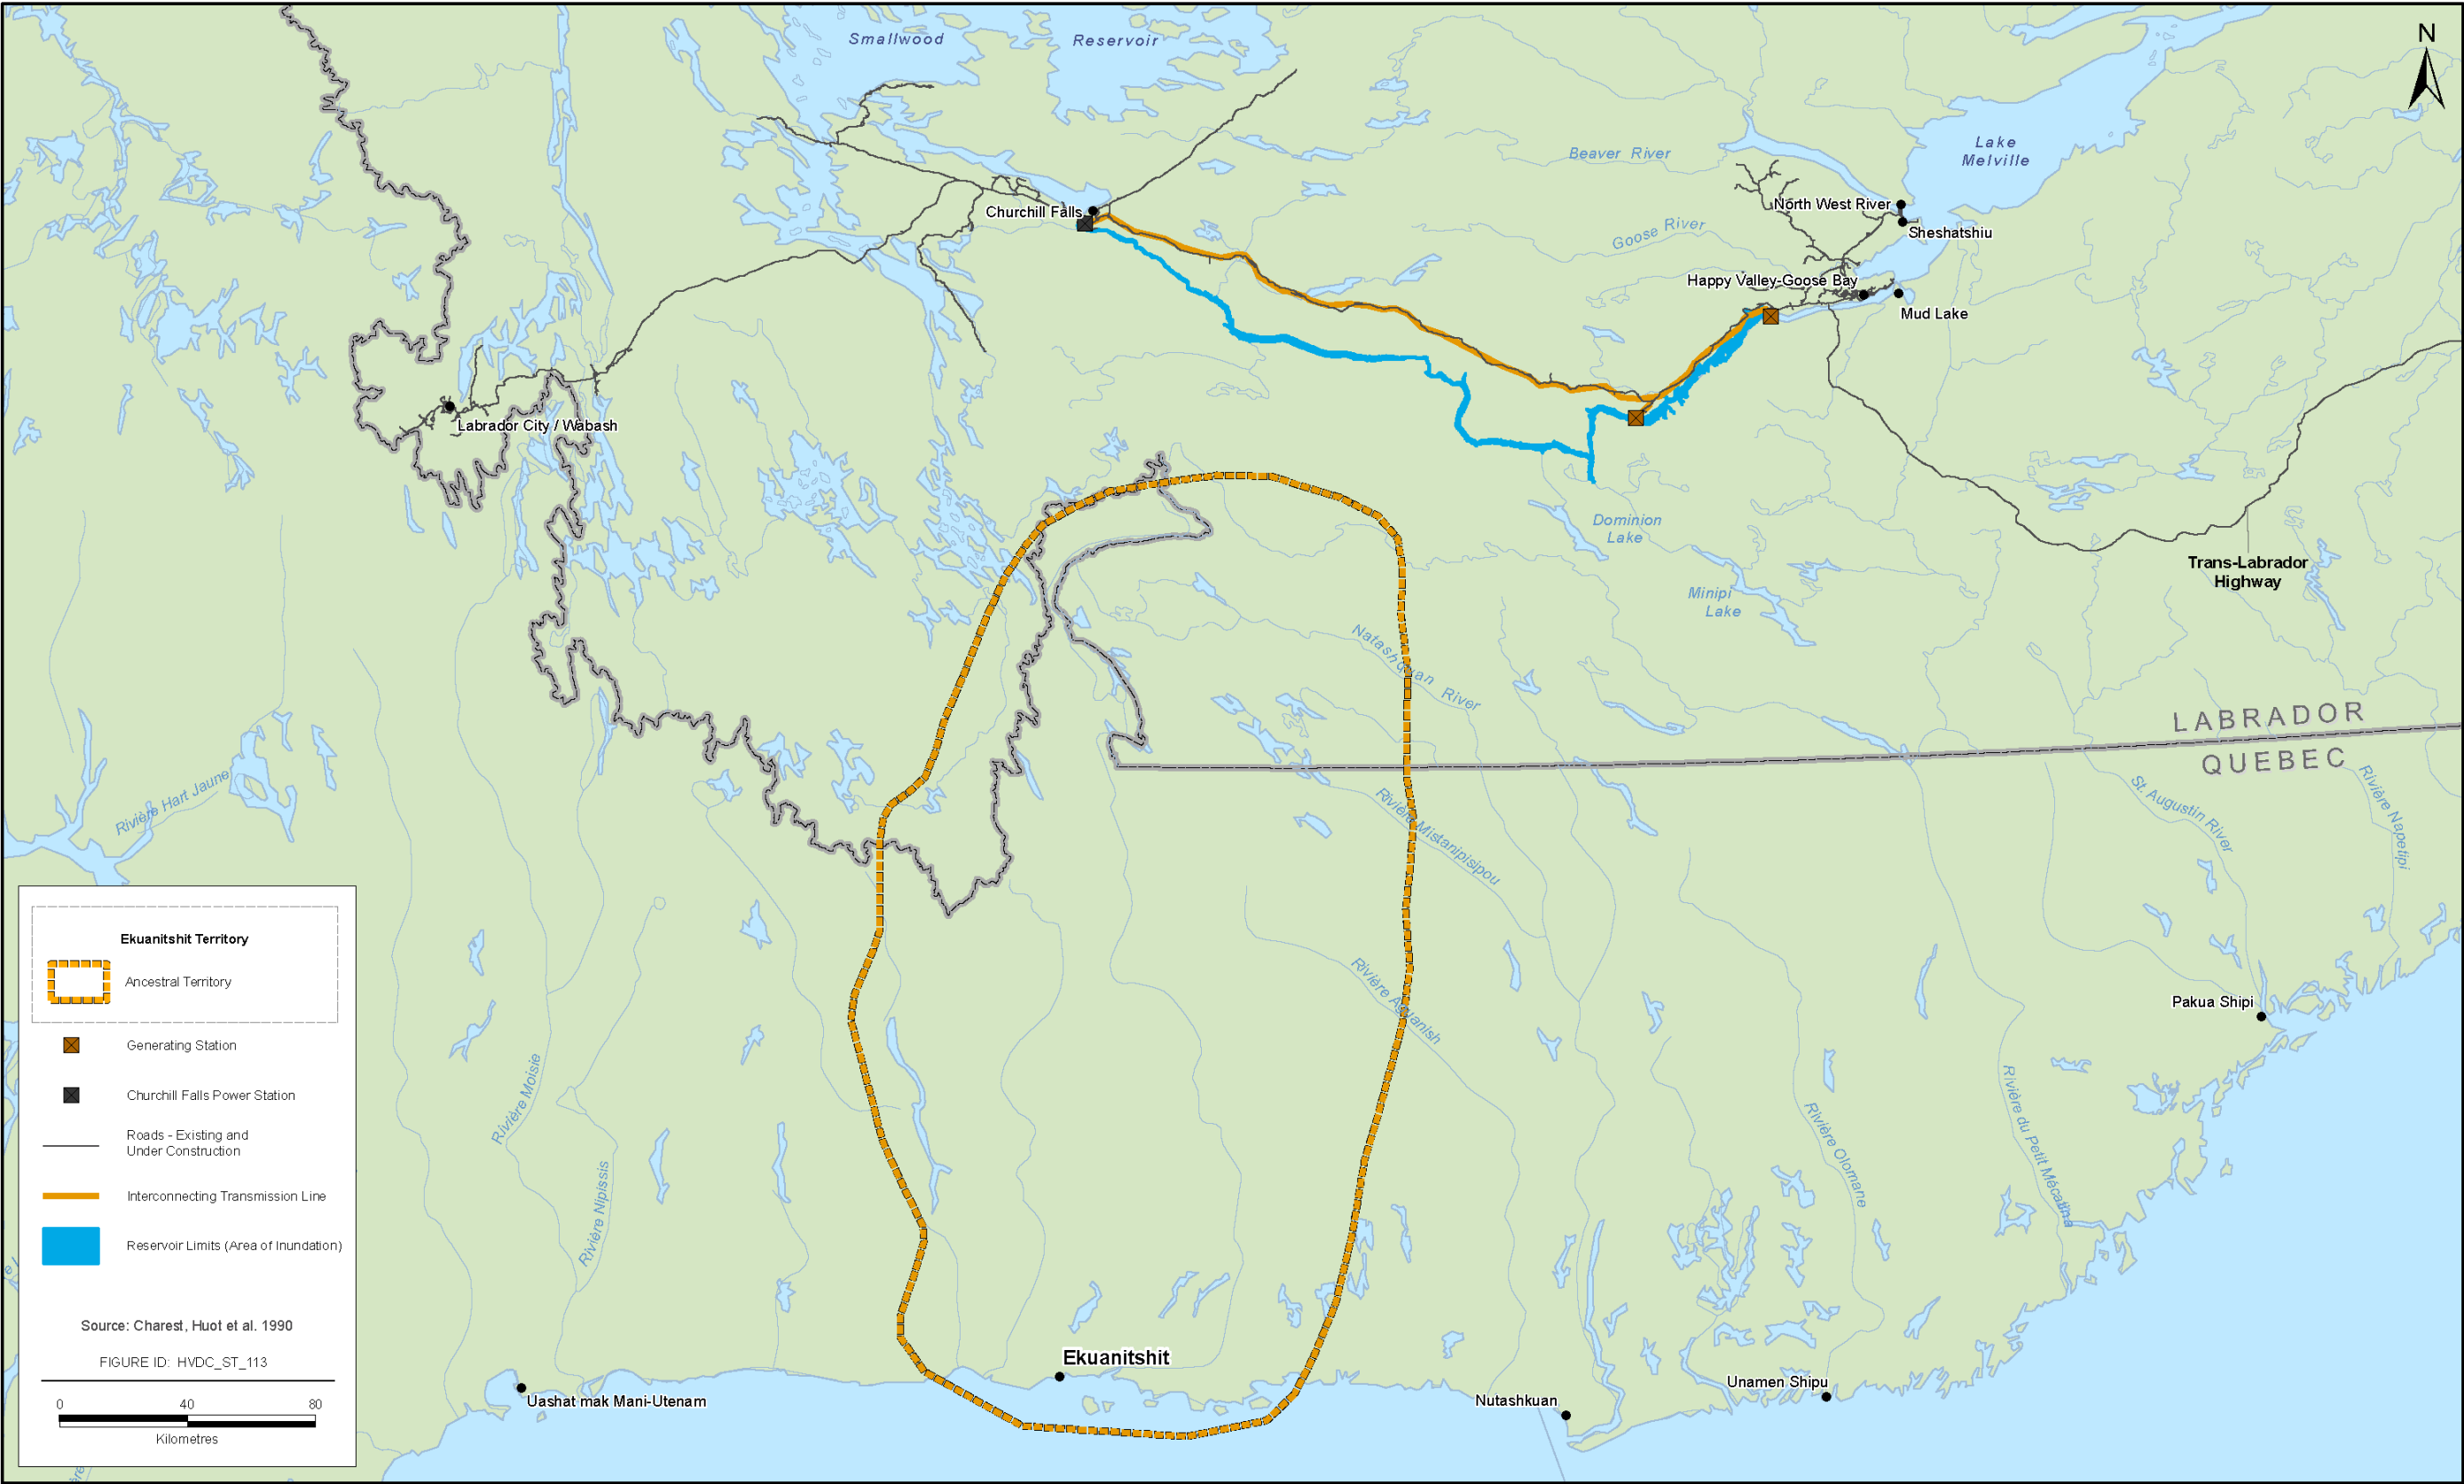 Smallwood
Reservoir
N
Lake
Melville
Beaver River
North West River
Churchill Falls
Goose River
Sheshatshiu
Happy Valley-Goose Bay
Mud Lake
Labrador City / Wabash
Dominion
Lake
Trans-Labrador
Highway
Minipi
Lake
Natashquan River
LABRADOR
QUEBEC
Rivière Hart Jaune
Rivière Mistanipisipou
St. Augustin River
Rivière Napetipi
Rivière Aguanish
Pakua Shipi
Rivière Moisie
Rivière Nipissis
Rivière Olomane
Rivière du Petit Mécatina
Ekuanitshit
Uashat mak Mani-Utenam
Nutashkuan
Unamen Shipu
Ekuanitshit Territory
Ancestral Territory
Generating Station
Churchill Falls Power Station
Roads - Existing and
Under Construction
Interconnecting Transmission Line
Reservoir Limits (Area of Inundation)
Source: Charest, Huot et al. 1990
FIGURE ID: HVDC_ST_113
0 40 80
Kilometres